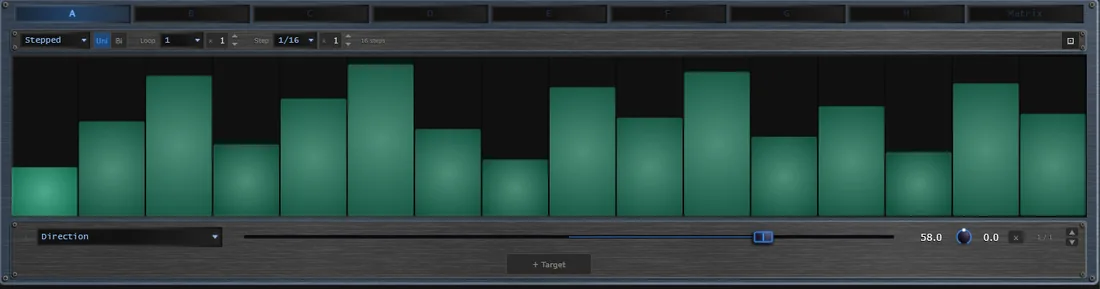 A B C D E F G H Matrix
Stepped Uni Bi Loop 1 × 1 Step 1/16 × 1 16 steps
Direction 58.0 0.0 x 1/1
+ Target